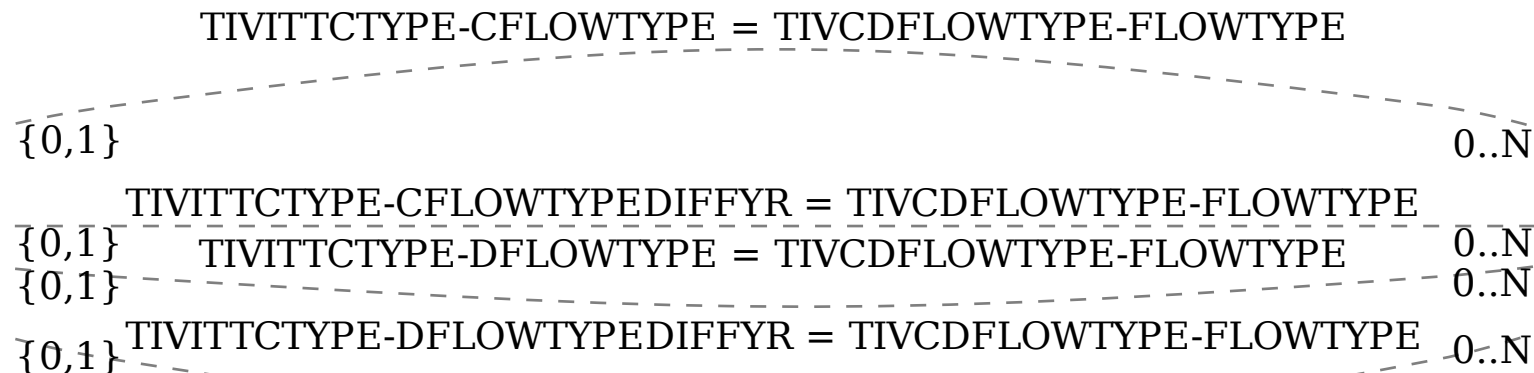 TIVITTCTYPE-CFLOWTYPE = TIVCDFLOWTYPE-FLOWTYPE
{0,1} 0..N
TIVITTCTYPE-CFLOWTYPEDIFFYR = TIVCDFLOWTYPE-FLOWTYPE
{0,1} 0..N
TIVITTCTYPE-DFLOWTYPE = TIVCDFLOWTYPE-FLOWTYPE
{0,1} 0..N
TIVITTCTYPE-DFLOWTYPEDIFFYR = TIVCDFLOWTYPE-FLOWTYPE
{0,1} 0..N